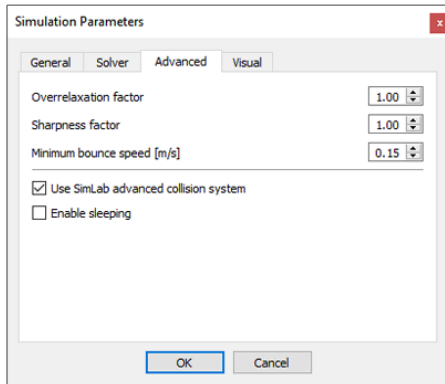 Simulation Parameters
x
General Solver Advanced Visual
Overrelaxation factor 1.00
Sharpness factor 1.00
Minimum bounce speed [m/s] 0.15
Use SimLab advanced collision system
Enable sleeping
OK Cancel